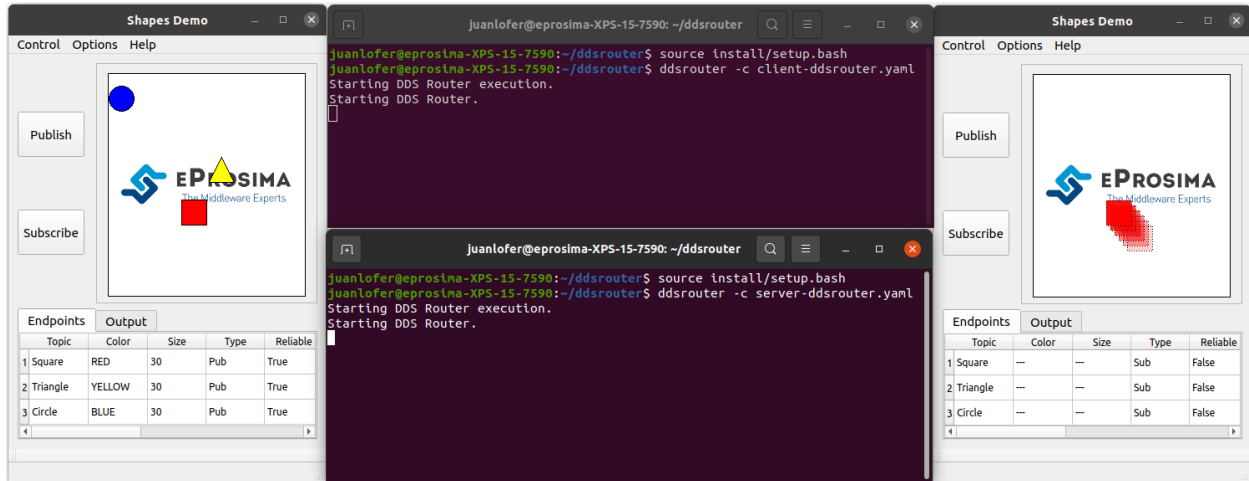 Shapes Demo
Control Options Help
Publish
Subscribe
EPROSIMA
The Middleware Experts
Endpoints Output
Topic Color Size Type Reliable
1 Square RED 30 Pub True
2 Triangle YELLOW 30 Pub True
3 Circle BLUE 30 Pub True
juanlofer@eprosima-XPS-15-7590: ~/ddsrouter
juanlofer@eprosima-XPS-15-7590:~/ddsrouter$ source install/setup.bash
juanlofer@eprosima-XPS-15-7590:~/ddsrouter$ ddsrouter -c client-ddsrouter.yaml
Starting DDS Router execution.
Starting DDS Router.
juanlofer@eprosima-XPS-15-7590: ~/ddsrouter
juanlofer@eprosima-XPS-15-7590:~/ddsrouter$ source install/setup.bash
juanlofer@eprosima-XPS-15-7590:~/ddsrouter$ ddsrouter -c server-ddsrouter.yaml
Starting DDS Router execution.
Starting DDS Router.
Shapes Demo
Control Options Help
Publish
Subscribe
EPROSIMA
The Middleware Experts
Endpoints Output
Topic Color Size Type Reliable
1 Square --- --- Sub False
2 Triangle --- --- Sub False
3 Circle --- --- Sub False